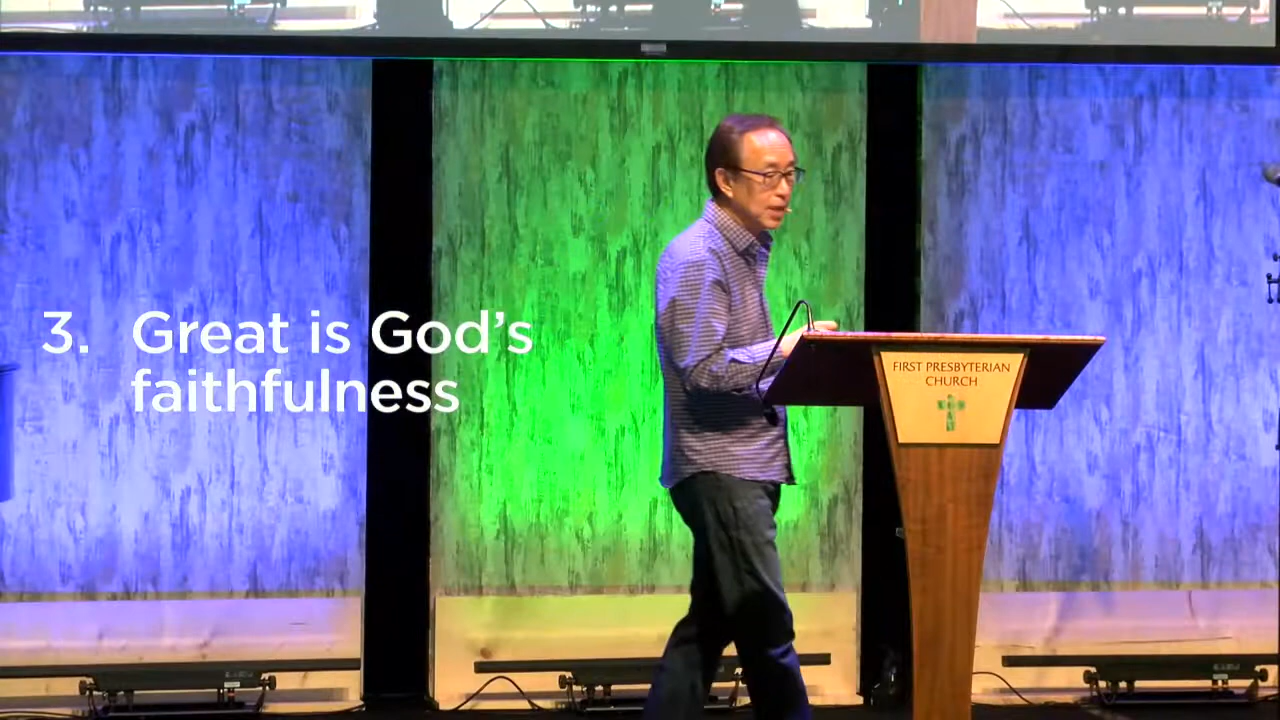 3. Great is God's
faithfulness
FIRST PRESBYTERIAN
CHURCH